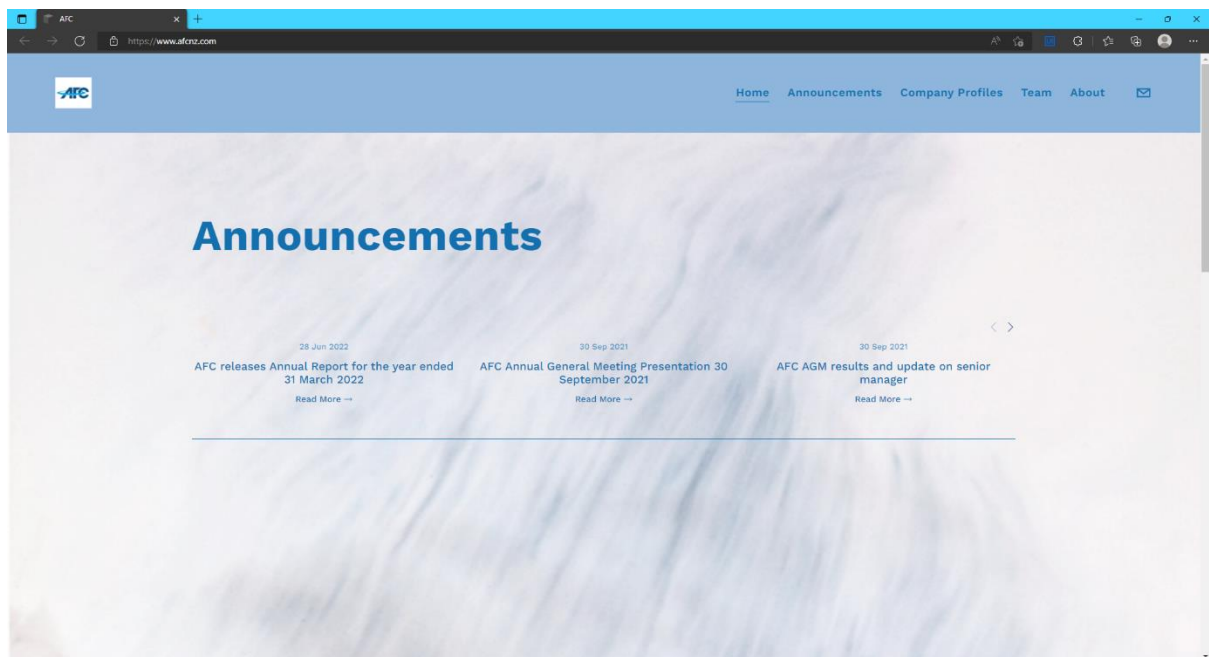 AFC
https://www.afcnz.com
AFC
Home Announcements Company Profiles Team About
Announcements
28 Jun 2022
AFC releases Annual Report for the year ended
31 March 2022
Read More →
30 Sep 2021
AFC Annual General Meeting Presentation 30
September 2021
Read More →
30 Sep 2021
AFC AGM results and update on senior
manager
Read More →